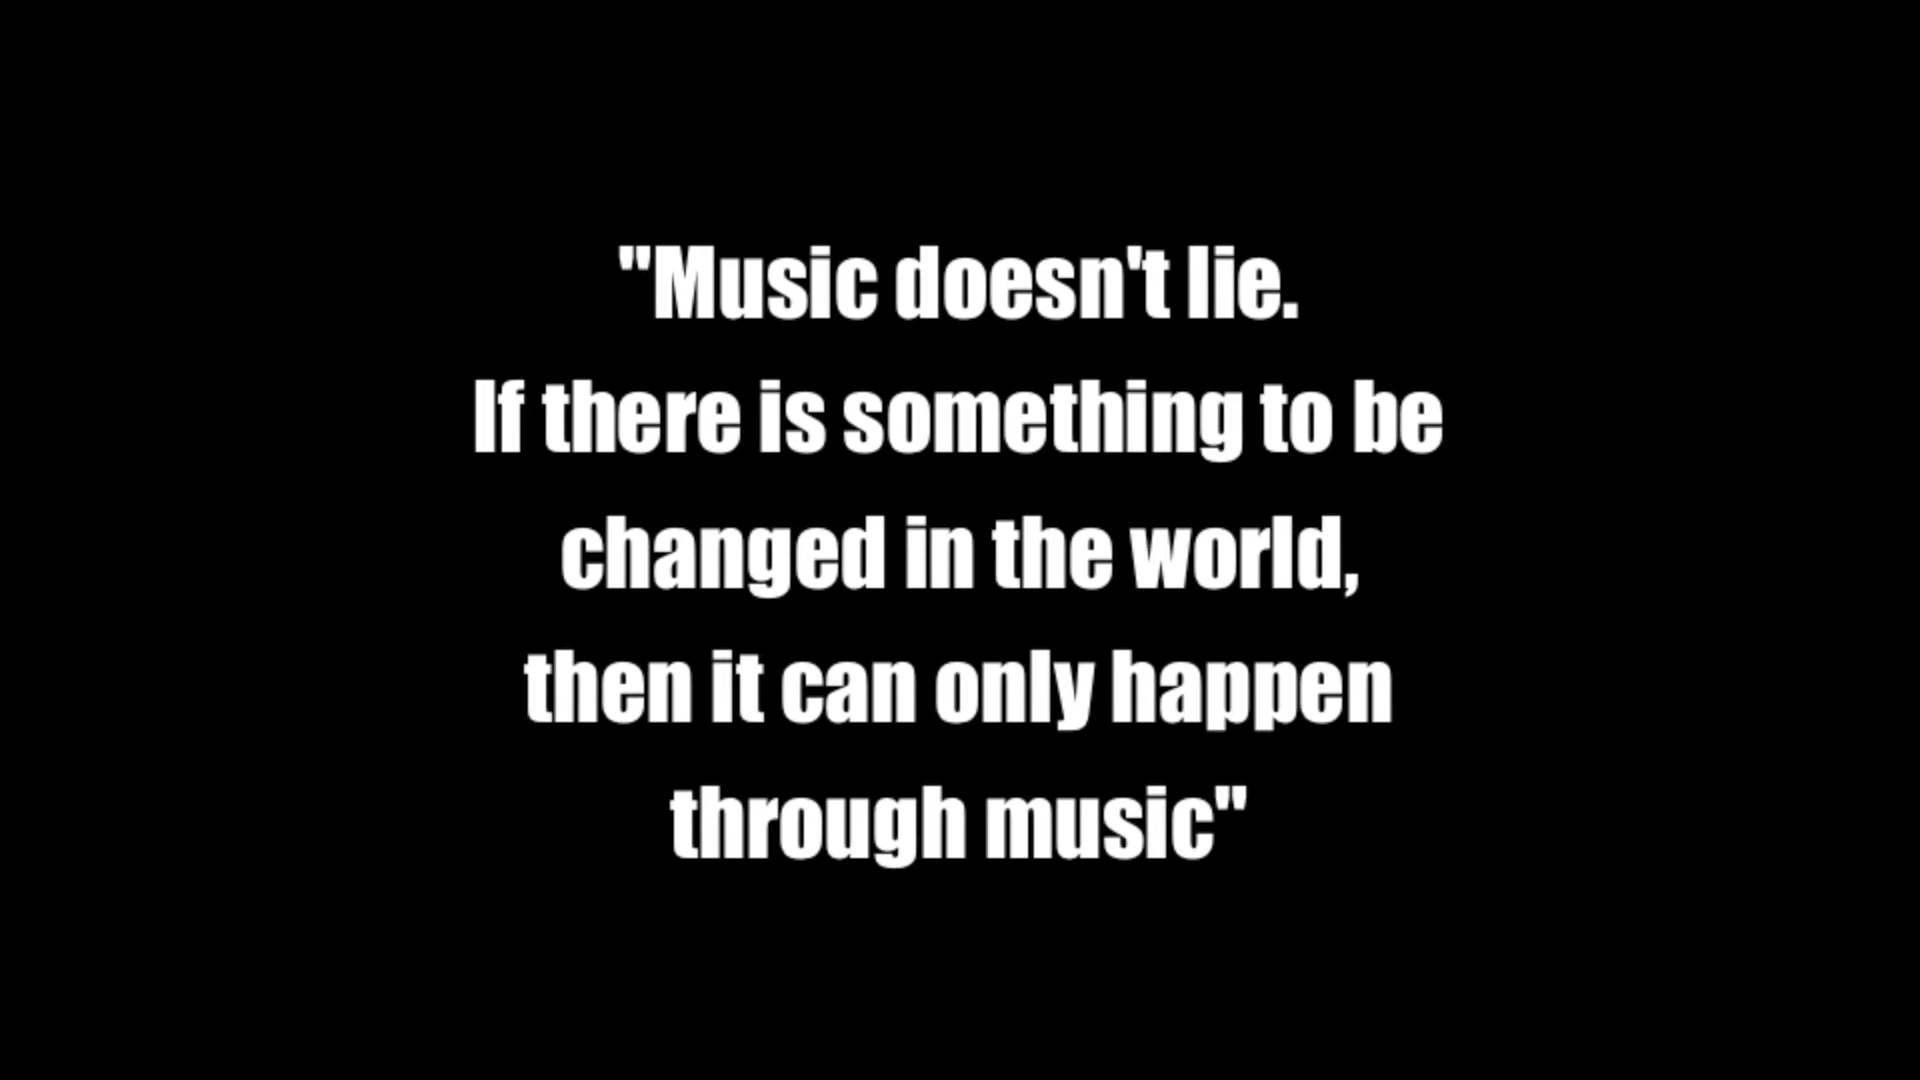 "Music doesn't lie.
If there is something to be
changed in the world,
then it can only happen
through music"